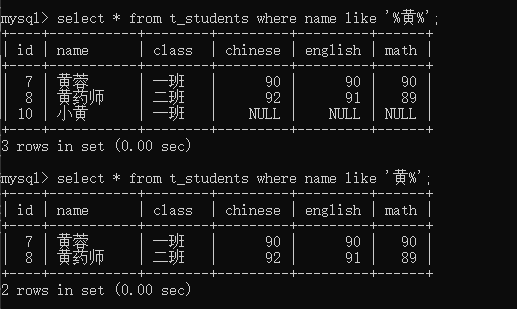 mysql> select * from t_students where name like '%黄%';
+----+--------+-------+---------+---------+------+
| id | name | class | chinese | english | math |
+----+--------+-------+---------+---------+------+
| 7 | 黄蓉 | 一班 | 90 | 90 | 90 |
| 8 | 黄药师 | 二班 | 92 | 91 | 89 |
| 10 | 小黄 | 一班 | NULL | NULL | NULL |
+----+--------+-------+---------+---------+------+
3 rows in set (0.00 sec)
mysql> select * from t_students where name like '黄%';
+----+--------+-------+---------+---------+------+
| id | name | class | chinese | english | math |
+----+--------+-------+---------+---------+------+
| 7 | 黄蓉 | 一班 | 90 | 90 | 90 |
| 8 | 黄药师 | 二班 | 92 | 91 | 89 |
+----+--------+-------+---------+---------+------+
2 rows in set (0.00 sec)